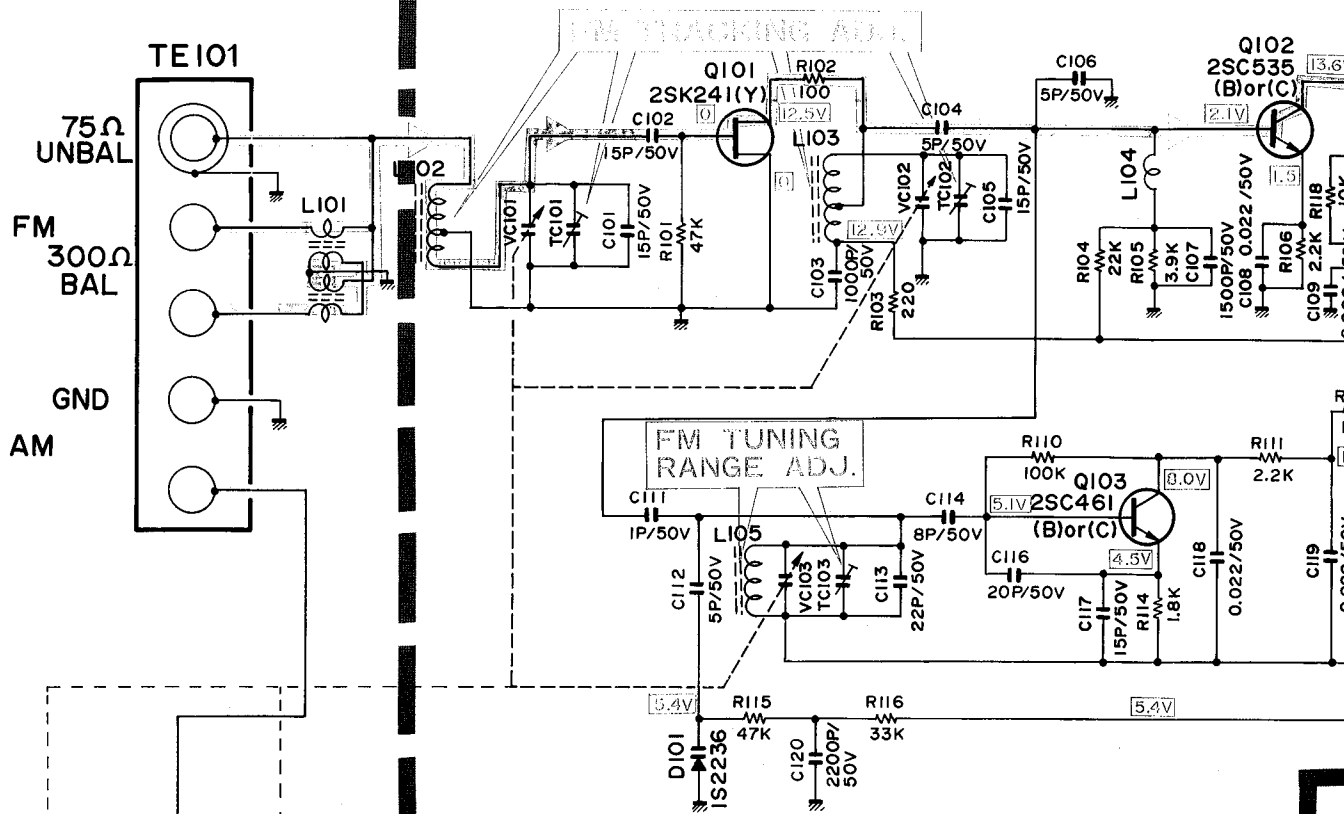 FM TRACKING ADJ.
TE101
75Ω
UNBAL
FM
300Ω
BAL
GND
AM
L101
L102
VC101
TC101
C101
15P/50V
C102
15P/50V
R101
47K
Q101
2SK241(Y)
0
0
R102
100
12.5V
L103
12.9V
C103
1000P/
50V
R103
220
VC102
TC102
C104
5P/50V
C105
15P/50V
C106
5P/50V
Q102
2SC535
(B)or(C)
13.6
2.1V
1.5
L104
R104
22K
R105
3.9K
C107
1500P/50V
C108
0.022/50V
R106
2.2K
R118
10K
C109
FM TUNING
RANGE ADJ.
C111
1P/50V
C112
5P/50V
L105
VC103
TC103
C113
22P/50V
C114
8P/50V
R110
100K
Q103
2SC461
(B)or(C)
5.1V
8.0V
4.5V
C116
20P/50V
C117
15P/50V
R114
1.8K
C118
0.022/50V
R111
2.2K
C119
5.4V
R115
47K
R116
33K
5.4V
D101
1S2236
C120
2200P/
50V